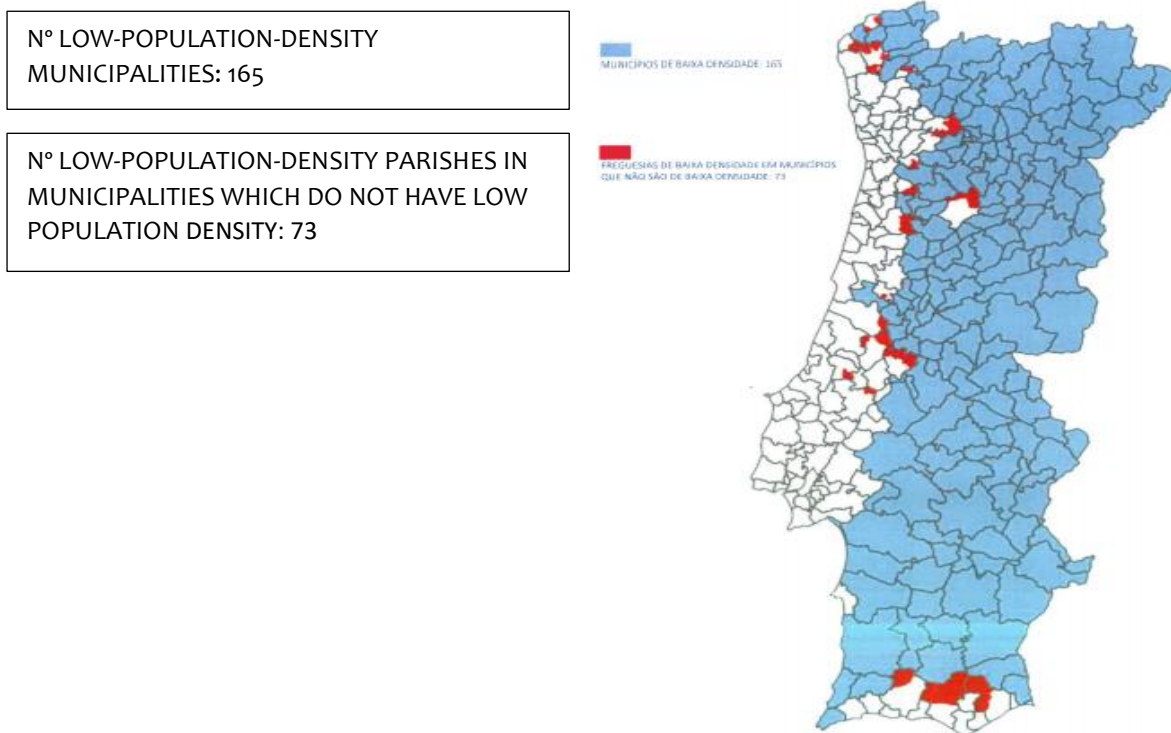 Nº LOW-POPULATION-DENSITY
MUNICIPALITIES: 165
Nº LOW-POPULATION-DENSITY PARISHES IN
MUNICIPALITIES WHICH DO NOT HAVE LOW
POPULATION DENSITY: 73
MUNICÍPIOS DE BAIXA DENSIDADE: 165
FREGUESIAS DE BAIXA DENSIDADE EM MUNICÍPIOS
QUE NÃO SÃO DE BAIXA DENSIDADE: 73